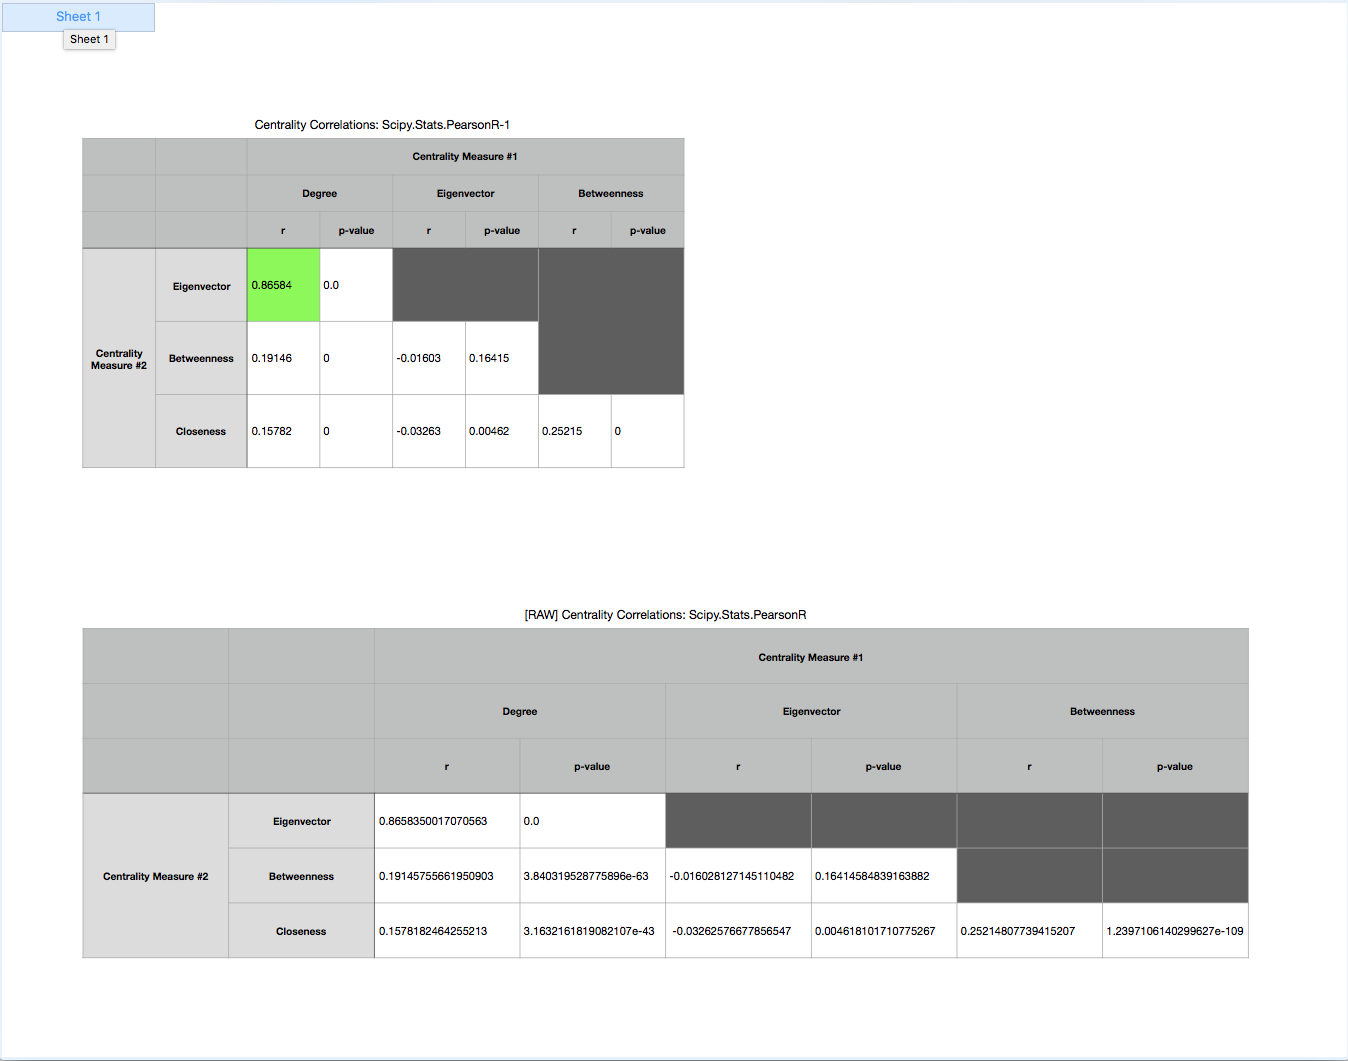 Sheet 1
Sheet 1
Centrality Correlations: Scipy.Stats.PearsonR-1
Centrality Measure #1
Degree Eigenvector Betweenness
r p-value r p-value r p-value
Centrality Measure #2
Eigenvector 0.86584 0.0
Betweenness 0.19146 0 -0.01603 0.16415
Closeness 0.15782 0 -0.03263 0.00462 0.25215 0
[RAW] Centrality Correlations: Scipy.Stats.PearsonR
Centrality Measure #1
Degree Eigenvector Betweenness
r p-value r p-value r p-value
Centrality Measure #2
Eigenvector 0.8658350017070563 0.0
Betweenness 0.19145755661950903 3.840319528775896e-63 -0.016028127145110482 0.16414584839163882
Closeness 0.1578182464255213 3.1632161819082107e-43 -0.03262576677856547 0.004618101710775267 0.25214807739415207 1.2397106140299627e-109